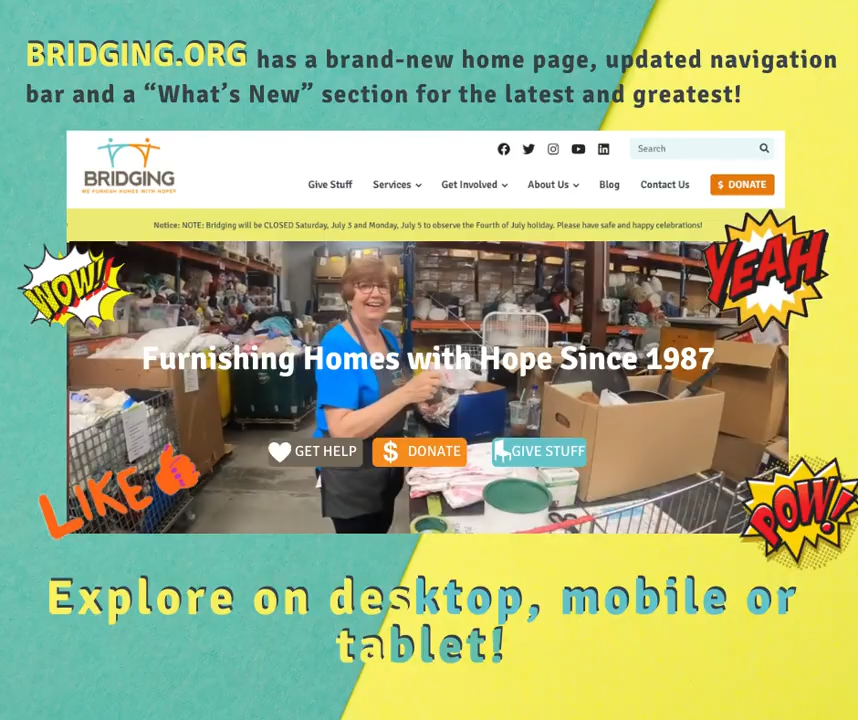 BRIDGING.ORG has a brand-new home page, updated navigation
bar and a “What’s New” section for the latest and greatest!
BRIDGING
WE FURNISH HOMES WITH HOPE®
Search
Give Stuff Services Get Involved About Us Blog Contact Us $ DONATE
Notice: NOTE: Bridging will be CLOSED Saturday, July 3 and Monday, July 5 to observe the Fourth of July holiday. Please have safe and happy celebrations!
WOW!!
YEAH
Furnishing Homes with Hope Since 1987
GET HELP $ DONATE GIVE STUFF
LIKE
POW!
Explore on desktop, mobile or
tablet!